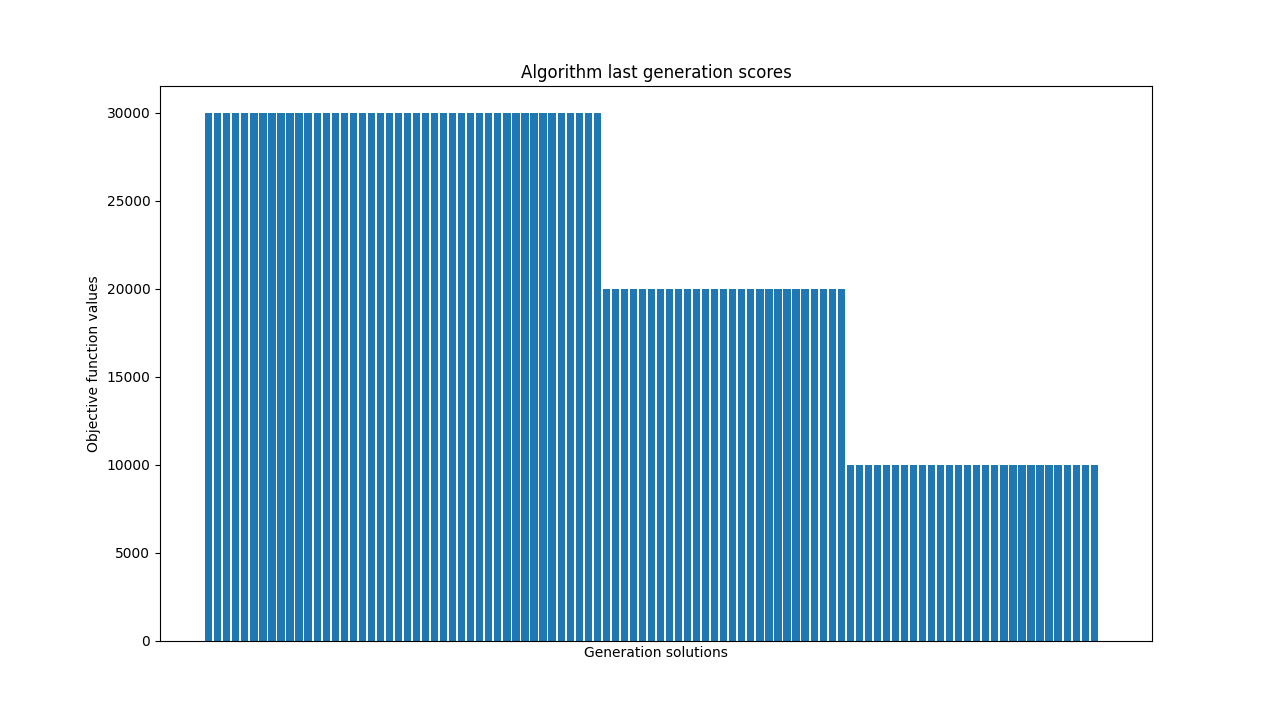 Algorithm last generation scores
30000
25000
20000
15000
10000
5000
0
Objective function values
Generation solutions